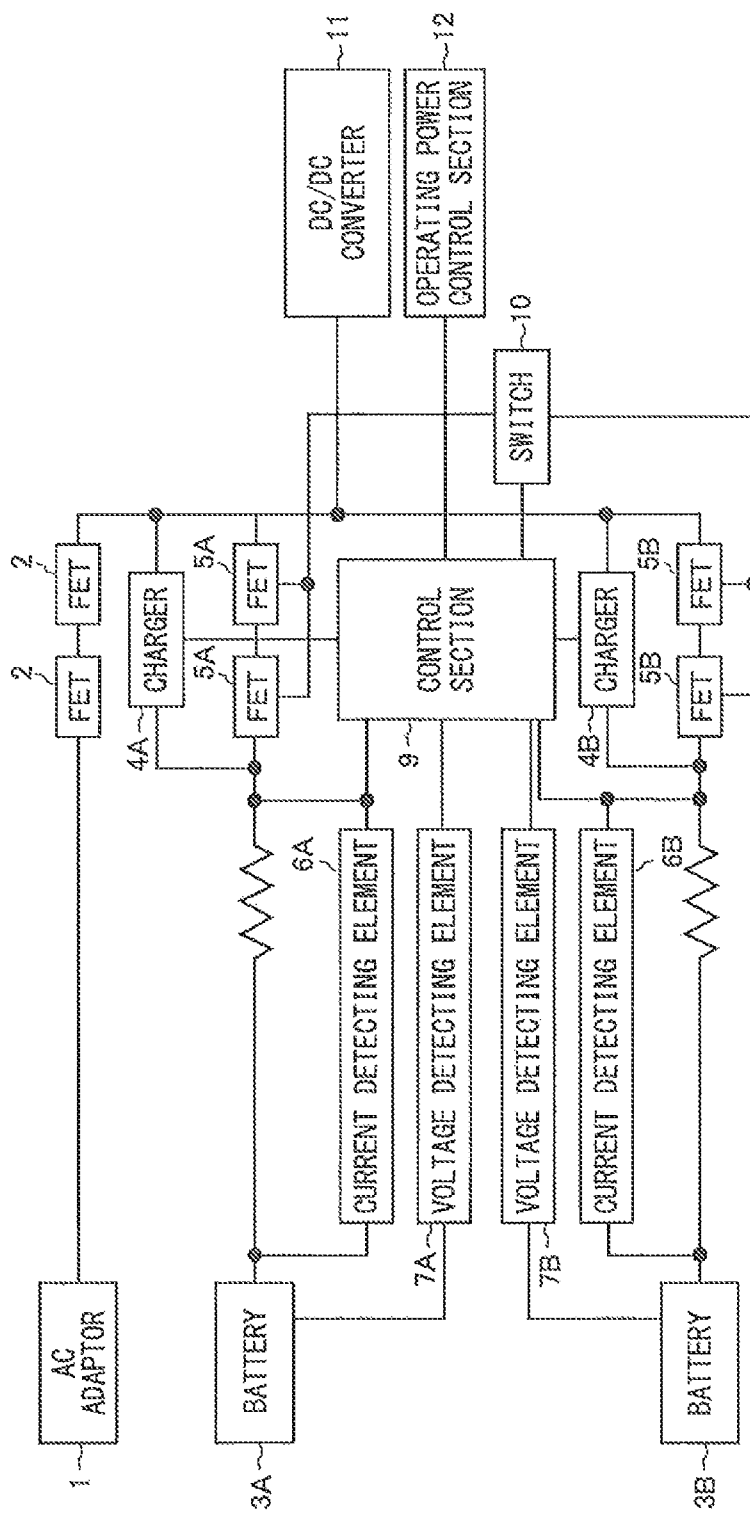 1
AC
ADAPTOR
2
FET
2
FET
11
DC/DC
CONVERTER
12
OPERATING POWER
CONTROL SECTION
4A
CHARGER
5A
FET
5A
FET
3A
BATTERY
6A
CURRENT DETECTING ELEMENT
7A
VOLTAGE DETECTING ELEMENT
9
CONTROL
SECTION
10
SWITCH
7B
VOLTAGE DETECTING ELEMENT
6B
CURRENT DETECTING ELEMENT
4B
CHARGER
5B
FET
5B
FET
3B
BATTERY